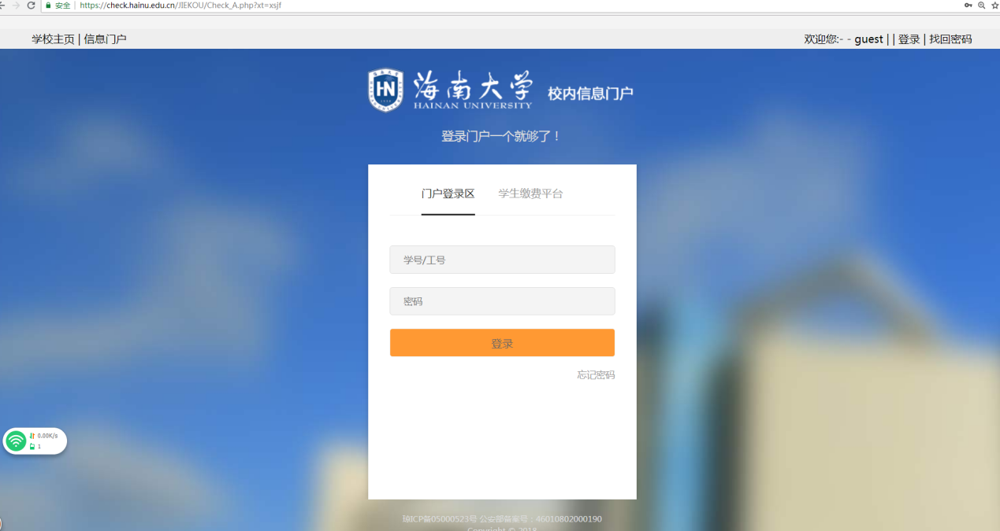 安全 https://check.hainu.edu.cn/JIEKOU/Check_A.php?xt=xsjf
学校主页 | 信息门户 欢迎您:- - guest | | 登录 | 找回密码
HN 海南大学 校内信息门户
HAINAN UNIVERSITY
登录门户一个就够了！
门户登录区 学生缴费平台
学号/工号
密码
登录
忘记密码
0.00K/s
1
琼ICP备05000523号 公安部备案号：46010802000190
Copyright © 2018